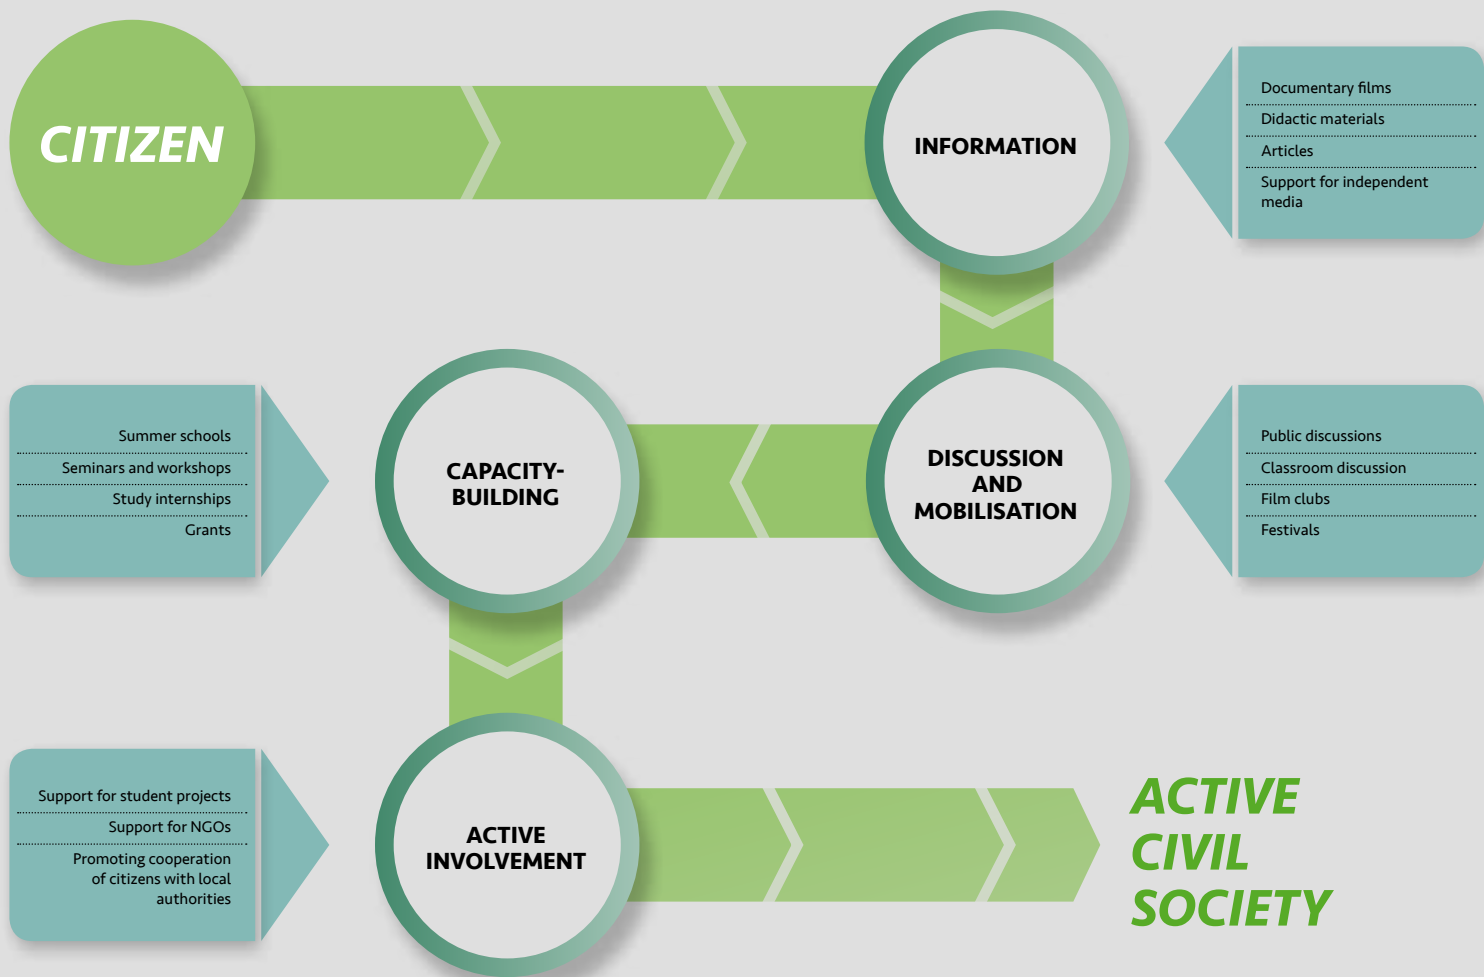 CITIZEN
INFORMATION
Documentary films
Didactic materials
Articles
Support for independent
media
Summer schools
Seminars and workshops
Study internships
Grants
CAPACITY-
BUILDING
DISCUSSION
AND
MOBILISATION
Public discussions
Classroom discussion
Film clubs
Festivals
Support for student projects
Support for NGOs
Promoting cooperation
of citizens with local
authorities
ACTIVE
INVOLVEMENT
ACTIVE
CIVIL
SOCIETY